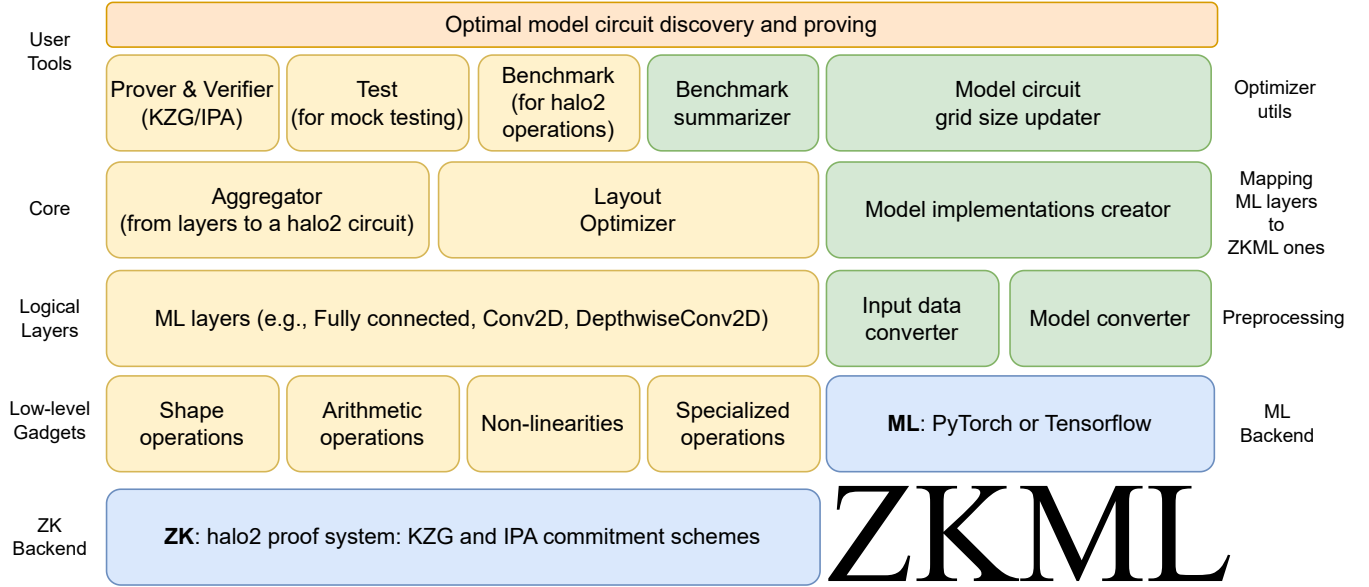 Optimal model circuit discovery and proving
User
Tools
Prover & Verifier
(KZG/IPA)
Test
(for mock testing)
Benchmark
(for halo2
operations)
Benchmark
summarizer
Model circuit
grid size updater
Optimizer
utils
Core
Aggregator
(from layers to a halo2 circuit)
Layout
Optimizer
Model implementations creator
Mapping
ML layers
to
ZKML ones
Logical
Layers
ML layers (e.g., Fully connected, Conv2D, DepthwiseConv2D)
Input data
converter
Model converter
Preprocessing
Low-level
Gadgets
Shape
operations
Arithmetic
operations
Non-linearities
Specialized
operations
ML: PyTorch or Tensorflow
ML
Backend
ZK
Backend
ZK: halo2 proof system: KZG and IPA commitment schemes
ZKML